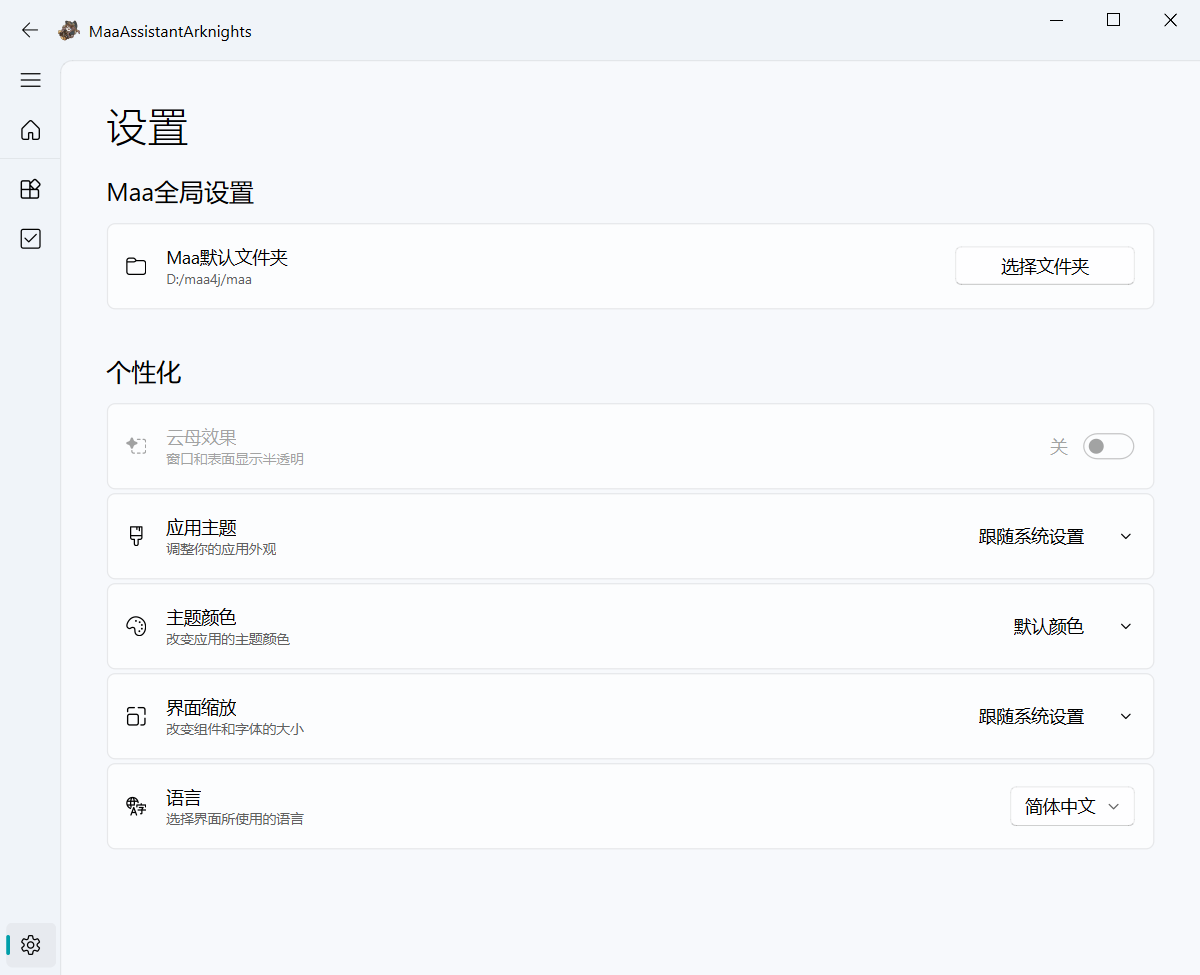 MaaAssistantArknights
设置
Maa全局设置
Maa默认文件夹
D:/maa4j/maa
选择文件夹
个性化
云母效果
窗口和表面显示半透明
关
应用主题
调整你的应用外观
跟随系统设置
主题颜色
改变应用的主题颜色
默认颜色
界面缩放
改变组件和字体的大小
跟随系统设置
语言
选择界面所使用的语言
简体中文